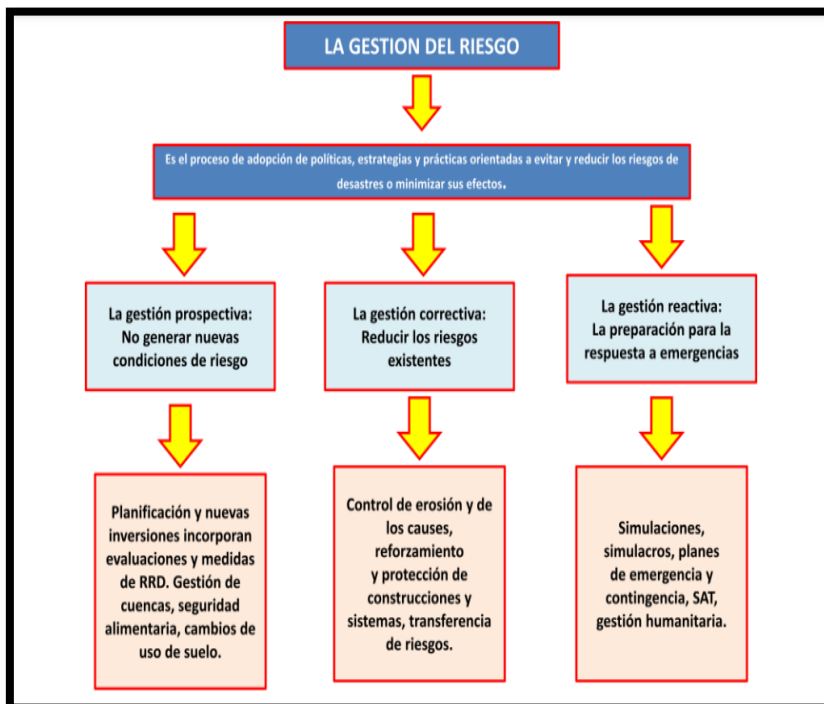 LA GESTION DEL RIESGO
Es el proceso de adopción de políticas, estrategias y prácticas orientadas a evitar y reducir los riesgos de
desastres o minimizar sus efectos.
La gestión prospectiva:
No generar nuevas
condiciones de riesgo
La gestión correctiva:
Reducir los riesgos
existentes
La gestión reactiva:
La preparación para la
respuesta a emergencias
Planificación y nuevas
inversiones incorporan
evaluaciones y medidas
de RRD. Gestión de
cuencas, seguridad
alimentaria, cambios de
uso de suelo.
Control de erosión y de
los causes,
reforzamiento
y protección de
construcciones y
sistemas, transferencia
de riesgos.
Simulaciones,
simulacros, planes
de emergencia y
contingencia, SAT,
gestión humanitaria.